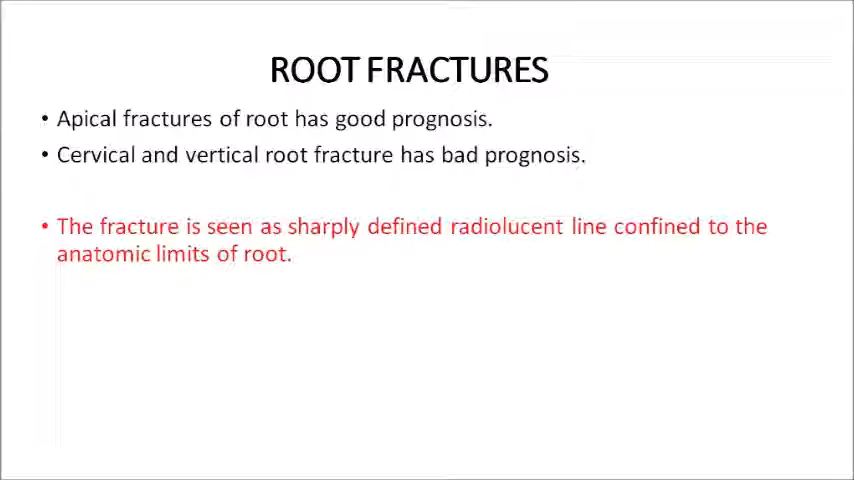 ROOT FRACTURES
• Apical fractures of root has good prognosis.
• Cervical and vertical root fracture has bad prognosis.
• The fracture is seen as sharply defined radiolucent line confined to the
anatomic limits of root.